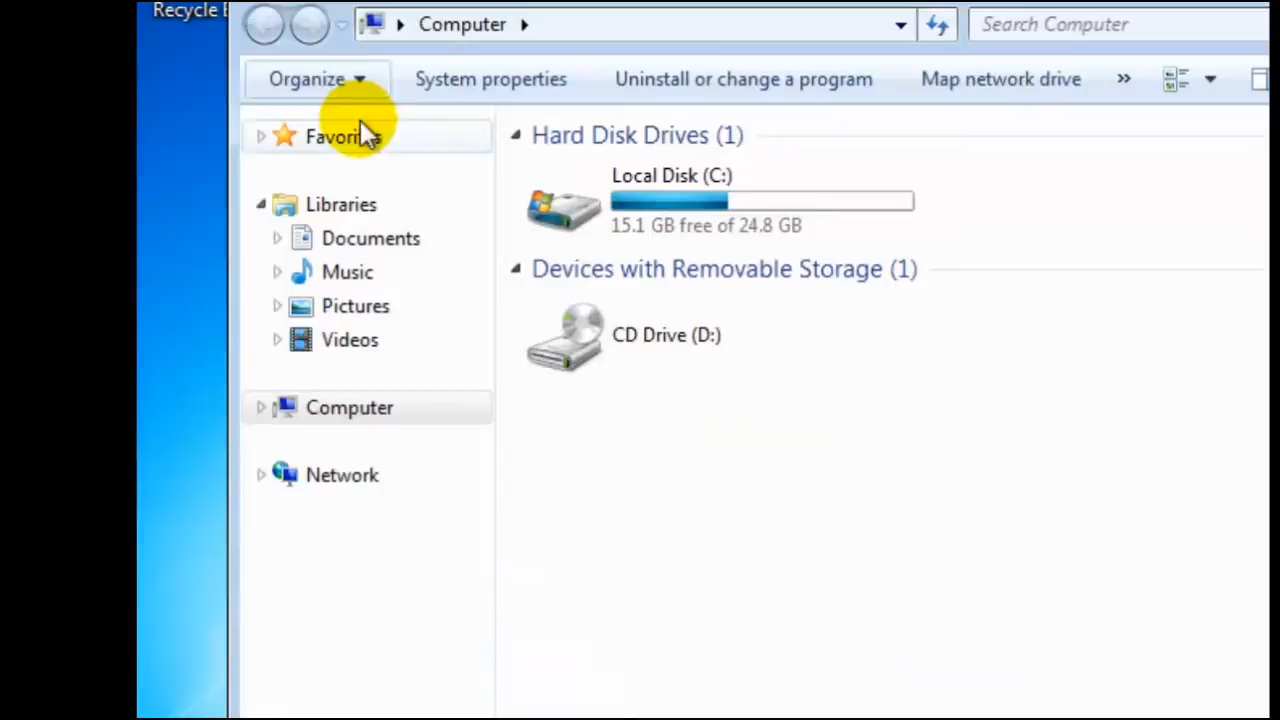 Recycle
Computer
Search Computer
Organize
System properties
Uninstall or change a program
Map network drive
»
Favorites
Libraries
Documents
Music
Pictures
Videos
Computer
Network
Hard Disk Drives (1)
Local Disk (C:)
15.1 GB free of 24.8 GB
Devices with Removable Storage (1)
CD Drive (D:)